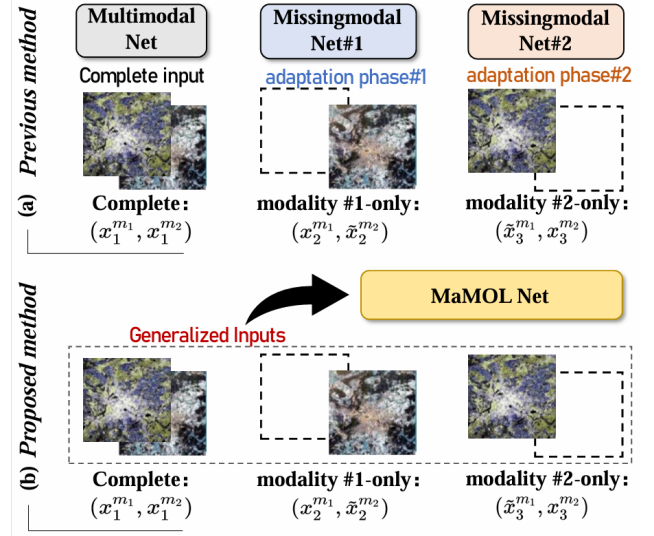 (a) Previous method
Multimodal
Net
Missingmodal
Net#1
Missingmodal
Net#2
Complete input
adaptation phase#1
adaptation phase#2
Complete:
(x_1^{m_1}, x_1^{m_2})
modality #1-only:
(x_2^{m_1}, x̃_2^{m_2})
modality #2-only:
(x̃_3^{m_1}, x_3^{m_2})
(b) Proposed method
MaMOL Net
Generalized Inputs
Complete:
(x_1^{m_1}, x_1^{m_2})
modality #1-only:
(x_2^{m_1}, x̃_2^{m_2})
modality #2-only:
(x̃_3^{m_1}, x_3^{m_2})